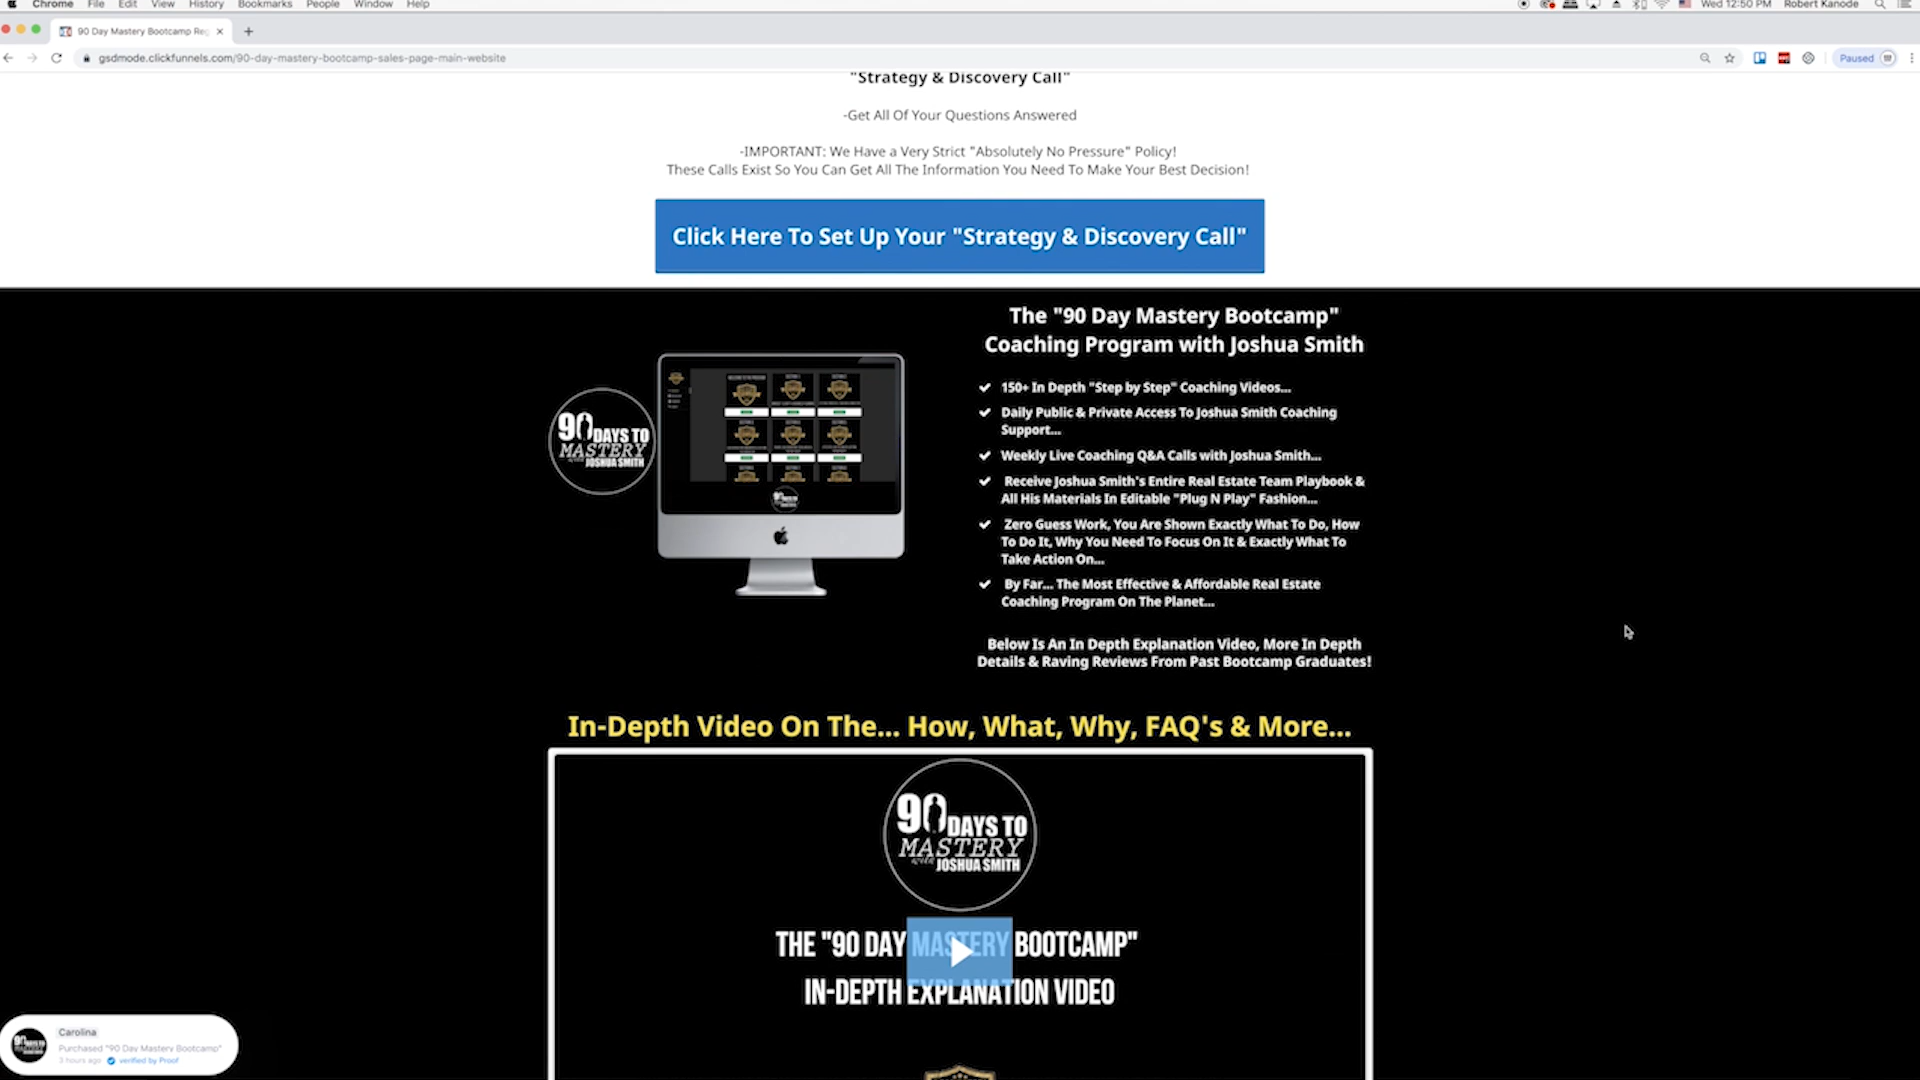 Chrome File Edit View History Bookmarks People Window Help
Wed 12:50 PM Robert Kanode
90 Day Mastery Bootcamp Reg
gsdmode.clickfunnels.com/90-day-mastery-bootcamp-sales-page-main-website
Paused
"Strategy & Discovery Call"
-Get All Of Your Questions Answered
-IMPORTANT: We Have a Very Strict "Absolutely No Pressure" Policy!
These Calls Exist So You Can Get All The Information You Need To Make Your Best Decision!
Click Here To Set Up Your "Strategy & Discovery Call"
The "90 Day Mastery Bootcamp"
Coaching Program with Joshua Smith
150+ In Depth "Step by Step" Coaching Videos...
Daily Public & Private Access To Joshua Smith Coaching
Support...
Weekly Live Coaching Q&A Calls with Joshua Smith...
Receive Joshua Smith's Entire Real Estate Team Playbook &
All His Materials In Editable "Plug N Play" Fashion...
Zero Guess Work, You Are Shown Exactly What To Do, How
To Do It, Why You Need To Focus On It & Exactly What To
Take Action On...
By Far... The Most Effective & Affordable Real Estate
Coaching Program On The Planet...
Below Is An In Depth Explanation Video, More In Depth
Details & Raving Reviews From Past Bootcamp Graduates!
90 DAYS TO
MASTERY
with JOSHUA SMITH
In-Depth Video On The... How, What, Why, FAQ's & More...
90 DAYS TO
MASTERY
with JOSHUA SMITH
THE "90 DAY MASTERY BOOTCAMP"
IN-DEPTH EXPLANATION VIDEO
Carolina
Purchased "90 Day Mastery Bootcamp"
3 hours ago verified by Proof